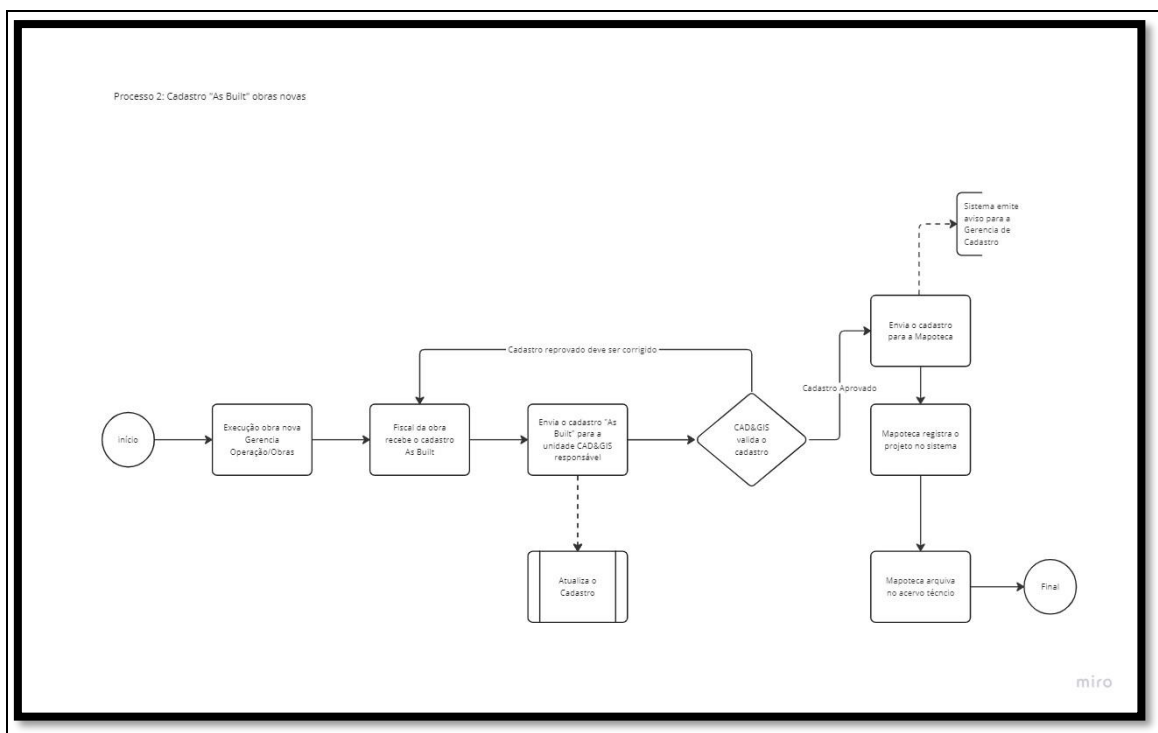 Processo 2: Cadastro "As Built" obras novas
Sistema emite
aviso para a
Gerencia de
Cadastro
Envia o cadastro
para a Mapoteca
Cadastro reprovado deve ser corrigido
Cadastro Aprovado
início
Execução obra nova
Gerencia
Operação/Obras
Fiscal da obra
recebe o cadastro
As Built
Envia o cadastro "As
Built" para a
unidade CAD&GIS
responsável
CAD&GIS
valida o
cadastro
Mapoteca registra o
projeto no sistema
Atualiza o
Cadastro
Mapoteca arquiva
no acervo técncio
Final
miro